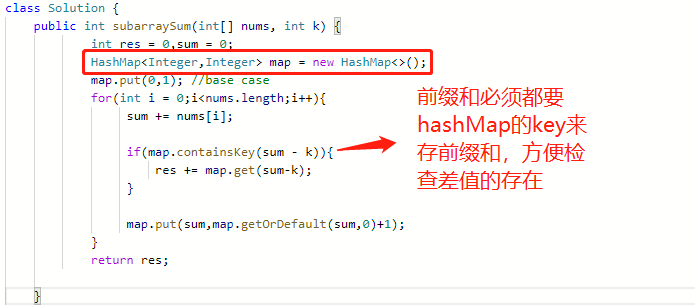 class Solution {
public int subarraySum(int[] nums, int k) {
int res = 0,sum = 0;
HashMap<Integer,Integer> map = new HashMap<>();
map.put(0,1); //base case
for(int i = 0;i<nums.length;i++){
sum += nums[i];
if(map.containsKey(sum - k)){
res += map.get(sum-k);
}
map.put(sum,map.getOrDefault(sum,0)+1);
}
return res;
}
前缀和必须都要
hashMap的key来
存前缀和，方便检
查差值的存在